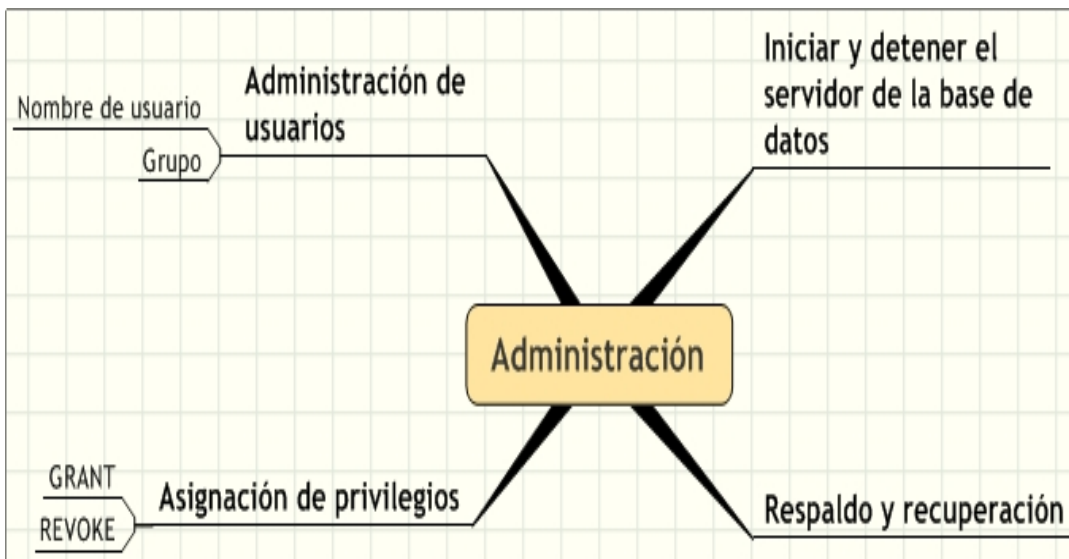 Administración de
usuarios
Nombre de usuario
Grupo
Iniciar y detener el
servidor de la base de
datos
Administración
GRANT
REVOKE
Asignación de privilegios
Respaldo y recuperación